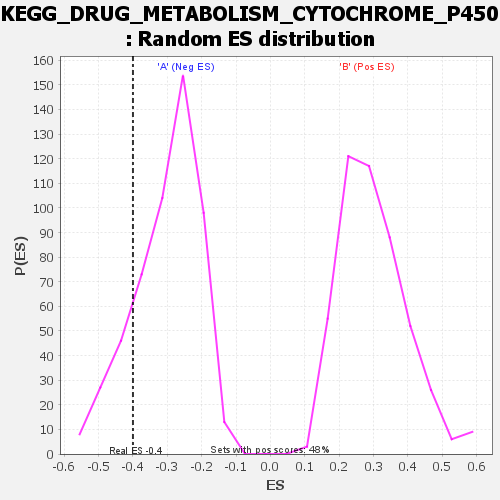 KEGG_DRUG_METABOLISM_CYTOCHROME_P450
: Random ES distribution
'A' (Neg ES) 'B' (Pos ES)
160
150
140
130
120
110
100
90
80
70
60
50
40
30
20
10
0
P(ES)
Real ES -0.4 Sets with pos scores: 48%
-0.6 -0.5 -0.4 -0.3 -0.2 -0.1 0.0 0.1 0.2 0.3 0.4 0.5 0.6
ES